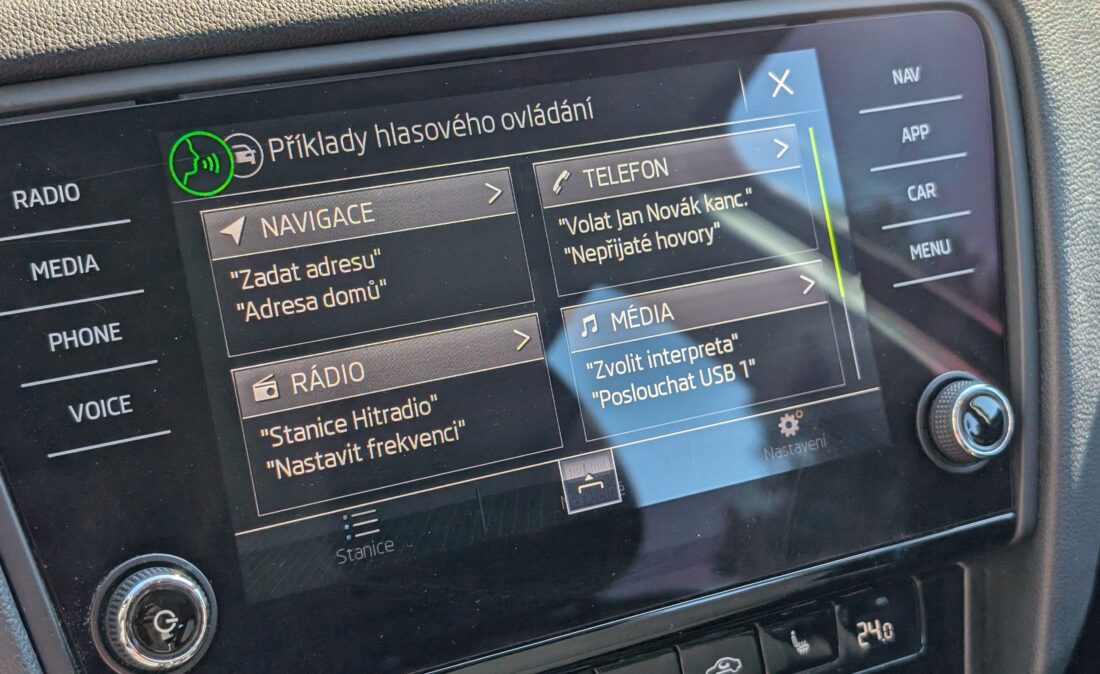 RADIO
MEDIA
PHONE
VOICE
Příklady hlasového ovládání
NAVIGACE
"Zadat adresu"
"Adresa domů"
TELEFON
"Volat Jan Novák kanc."
"Nepřijaté hovory"
RÁDIO
"Stanice Hitradio"
"Nastavit frekvenci"
MÉDIA
"Zvolit interpreta"
"Poslouchat USB 1"
Stanice
Nastavení
NAV
APP
CAR
MENU
24.0